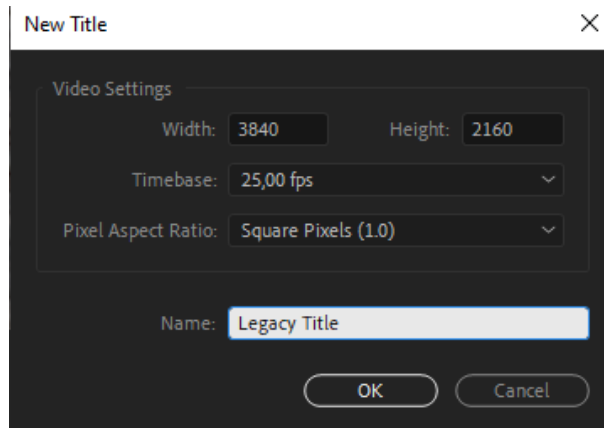 New Title
Video Settings
Width: 3840 Height: 2160
Timebase: 25,00 fps
Pixel Aspect Ratio: Square Pixels (1.0)
Name: Legacy Title
OK Cancel